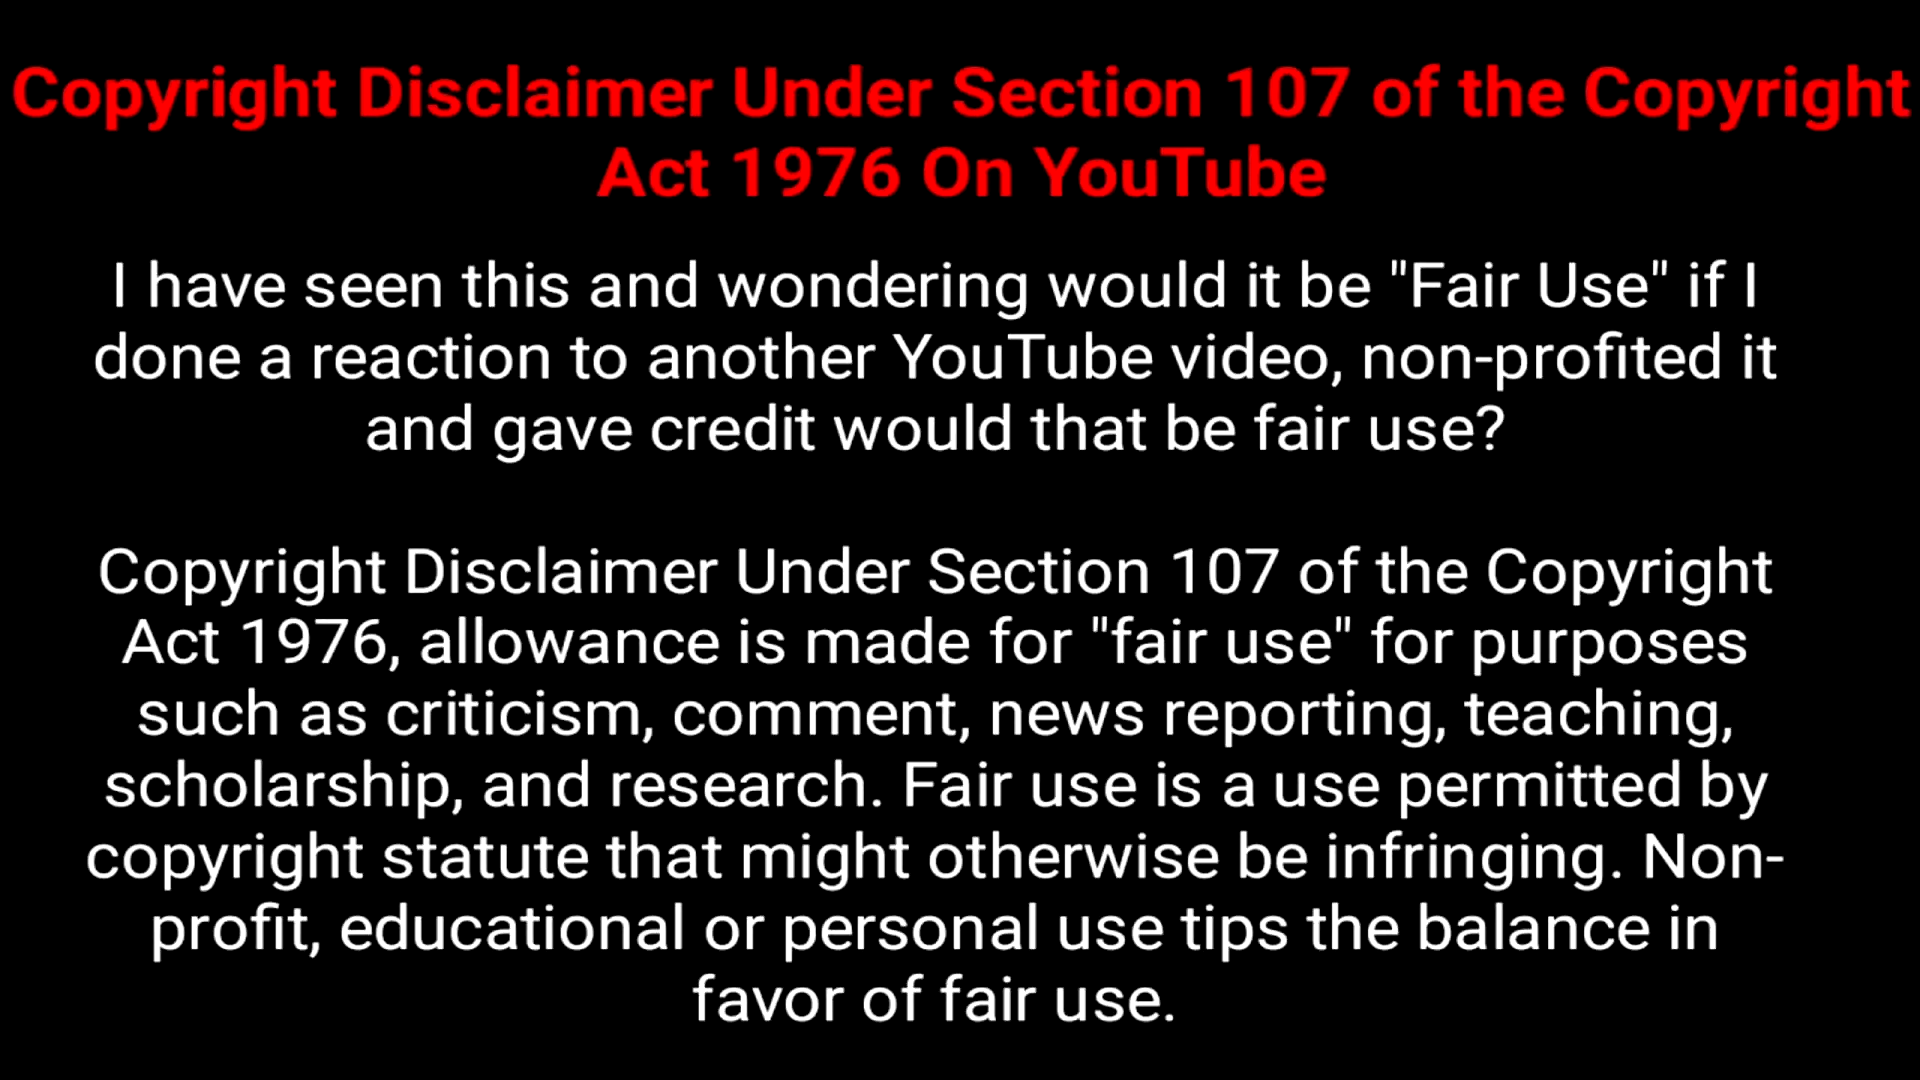 Copyright Disclaimer Under Section 107 of the Copyright
Act 1976 On YouTube
I have seen this and wondering would it be "Fair Use" if I
done a reaction to another YouTube video, non-profited it
and gave credit would that be fair use?
Copyright Disclaimer Under Section 107 of the Copyright
Act 1976, allowance is made for "fair use" for purposes
such as criticism, comment, news reporting, teaching,
scholarship, and research. Fair use is a use permitted by
copyright statute that might otherwise be infringing. Non-
profit, educational or personal use tips the balance in
favor of fair use.